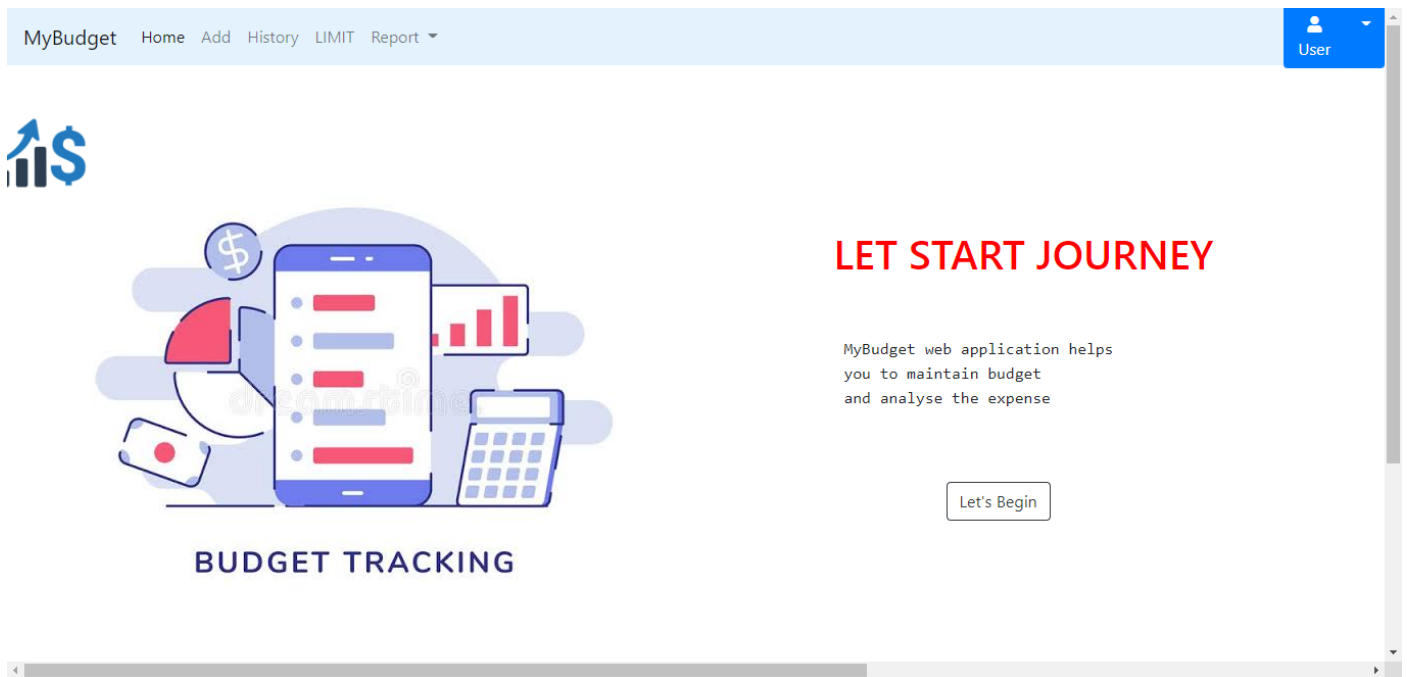 MyBudget Home Add History LIMIT Report
User
$
$
LET START JOURNEY
MyBudget web application helps
you to maintain budget
and analyse the expense
dreamstime.
Let's Begin
BUDGET TRACKING